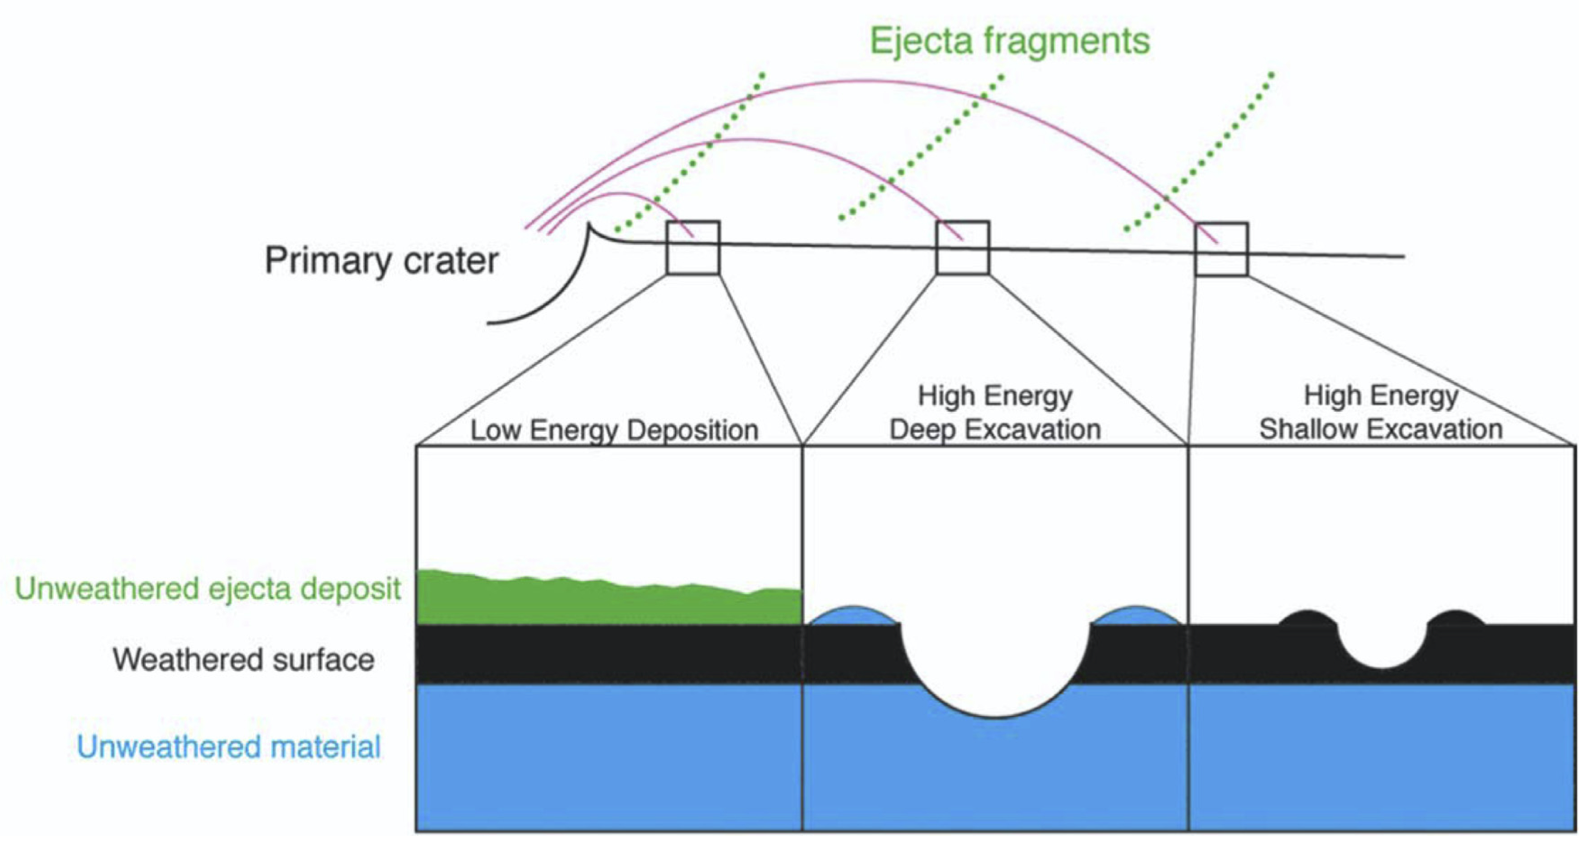 Ejecta fragments
Primary crater
Low Energy Deposition
High Energy
Deep Excavation
High Energy
Shallow Excavation
Unweathered ejecta deposit
Weathered surface
Unweathered material